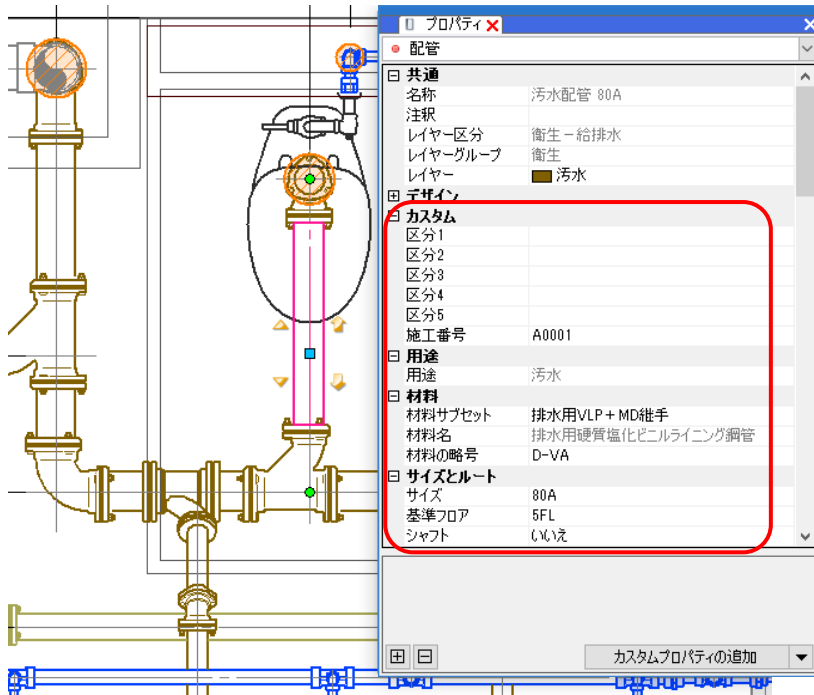 プロパティ
配管
共通
名称 汚水配管 80A
注釈
レイヤー区分 衛生－給排水
レイヤーグループ 衛生
レイヤー 汚水
デザイン
カスタム
区分1
区分2
区分3
区分4
区分5
施工番号 A0001
用途
用途 汚水
材料
材料サブセット 排水用VLP＋MD継手
材料名 排水用硬質塩化ビニルライニング鋼管
材料の略号 D-VA
サイズとルート
サイズ 80A
基準フロア 5FL
シャフト いいえ
カスタムプロパティの追加